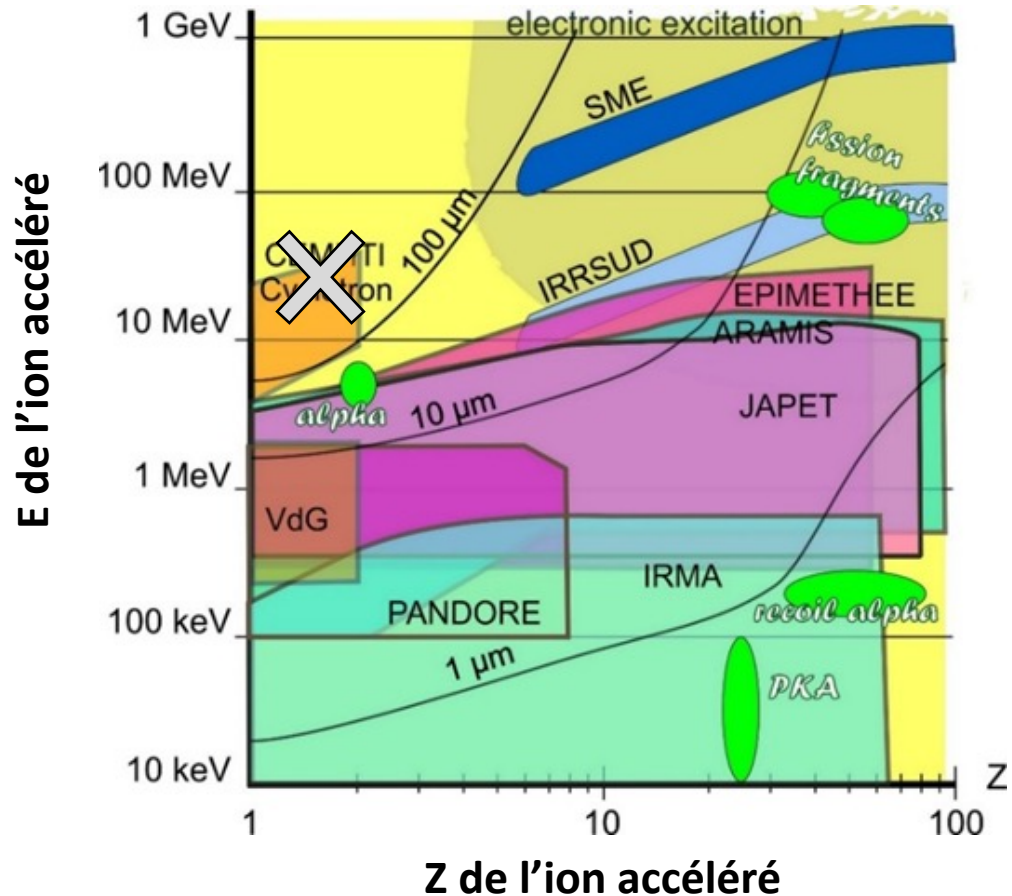 1 GeV
electronic excitation
SME
fission
fragments
100 MeV
100 µm
IRRSUD
EPIMETHEE
10 MeV
ARAMIS
alpha
10 µm
JAPET
1 MeV
VdG
IRMA
PANDORE
recoil alpha
100 keV
1 µm
PKA
10 keV
Z
1
10
100
E de l'ion accéléré
Z de l'ion accéléré